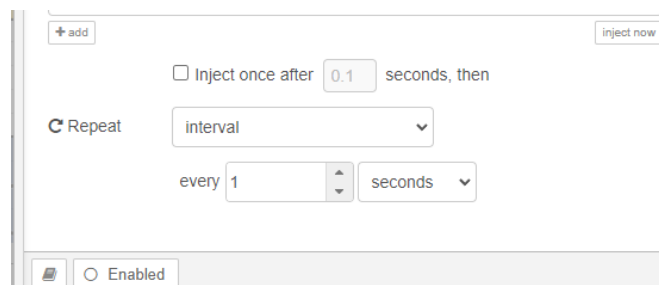 + add inject now
Inject once after 0.1 seconds, then
Repeat interval
every 1 seconds
Enabled